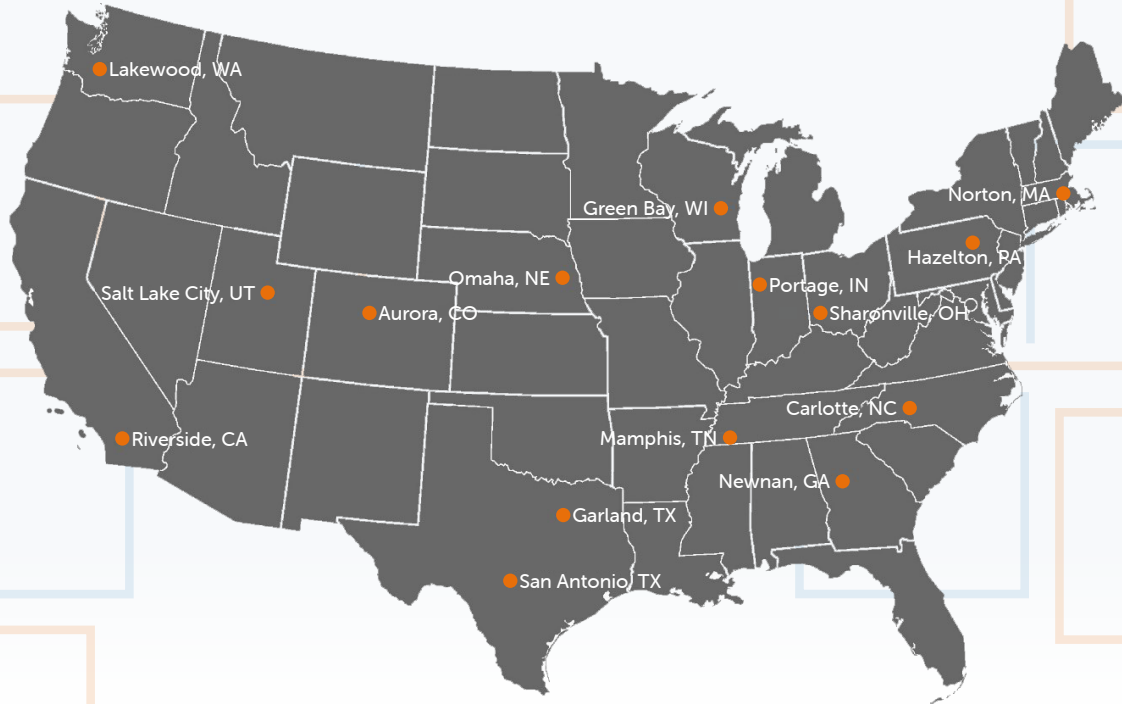 Lakewood, WA
Norton, MA
Green Bay, WI
Hazelton, PA
Omaha, NE
Portage, IN
Salt Lake City, UT
Aurora, CO
Sharonville, OH
Carlotte, NC
Riverside, CA
Mamphis, TN
Newnan, GA
Garland, TX
San Antonio, TX